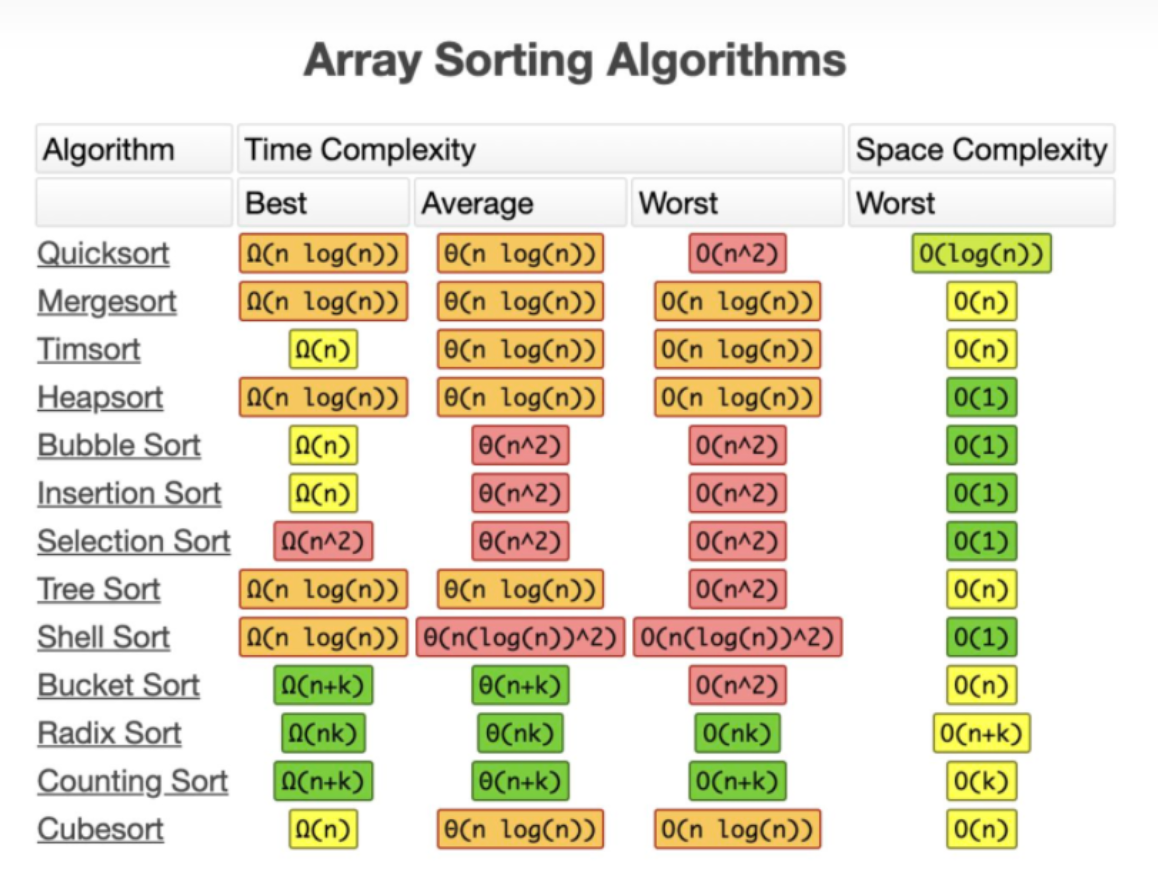 Array Sorting Algorithms
Algorithm Time Complexity Space Complexity
Best Average Worst Worst
Quicksort Ω(n log(n)) θ(n log(n)) O(n^2) O(log(n))
Mergesort Ω(n log(n)) θ(n log(n)) O(n log(n)) O(n)
Timsort Ω(n) θ(n log(n)) O(n log(n)) O(n)
Heapsort Ω(n log(n)) θ(n log(n)) O(n log(n)) O(1)
Bubble Sort Ω(n) θ(n^2) O(n^2) O(1)
Insertion Sort Ω(n) θ(n^2) O(n^2) O(1)
Selection Sort Ω(n^2) θ(n^2) O(n^2) O(1)
Tree Sort Ω(n log(n)) θ(n log(n)) O(n^2) O(n)
Shell Sort Ω(n log(n)) θ(n(log(n))^2) O(n(log(n))^2) O(1)
Bucket Sort Ω(n+k) θ(n+k) O(n^2) O(n)
Radix Sort Ω(nk) θ(nk) O(nk) O(n+k)
Counting Sort Ω(n+k) θ(n+k) O(n+k) O(k)
Cubesort Ω(n) θ(n log(n)) O(n log(n)) O(n)